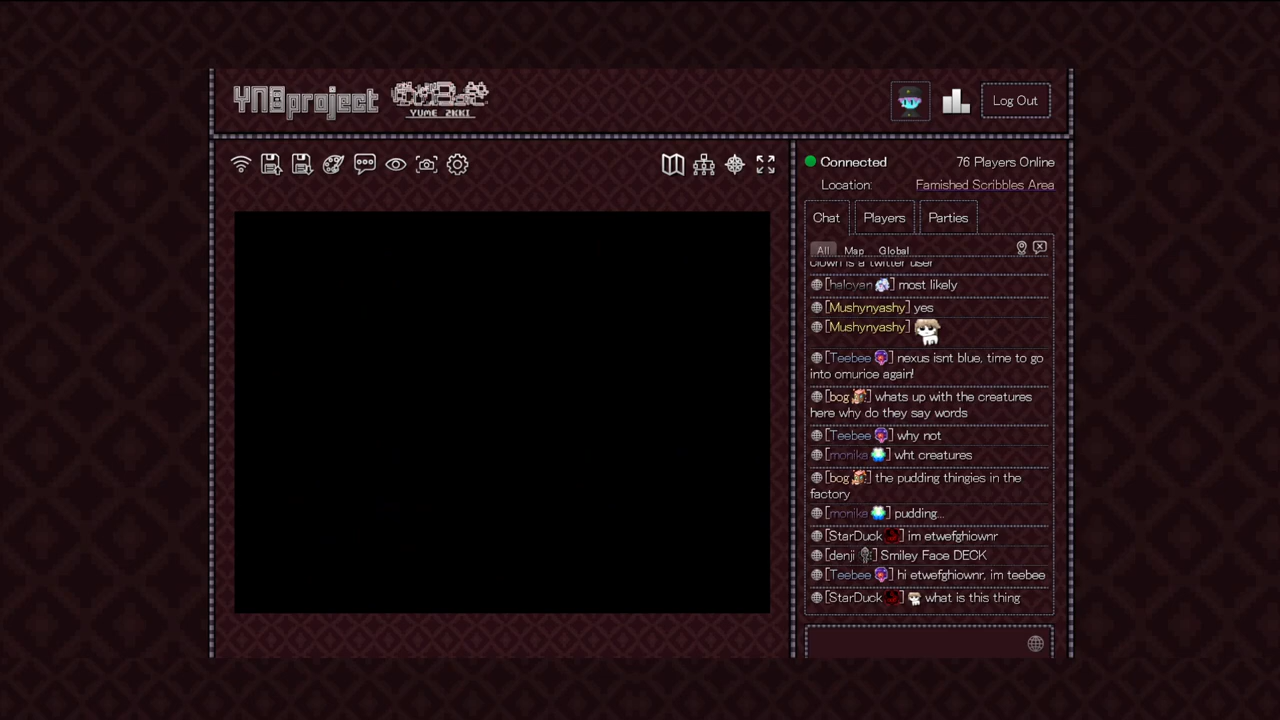 YNOproject
YUME 2KKI
Log Out
Connected
76 Players Online
Location:
Famished Scribbles Area
Chat
Players
Parties
All
Map
Global
Clown is a twitter user
[halcyan] most likely
[Mushynyashy] yes
[Mushynyashy]
[Teebee] nexus isnt blue, time to go
into omurice again!
[bog] whats up with the creatures
here why do they say words
[Teebee] why not
[monika] wht creatures
[bog] the pudding thingies in the
factory
[monika] pudding...
[StarDuck] im etwefghiownr
[denji] Smiley Face DECK
[Teebee] hi etwefghiownr, im teebee
[StarDuck] what is this thing